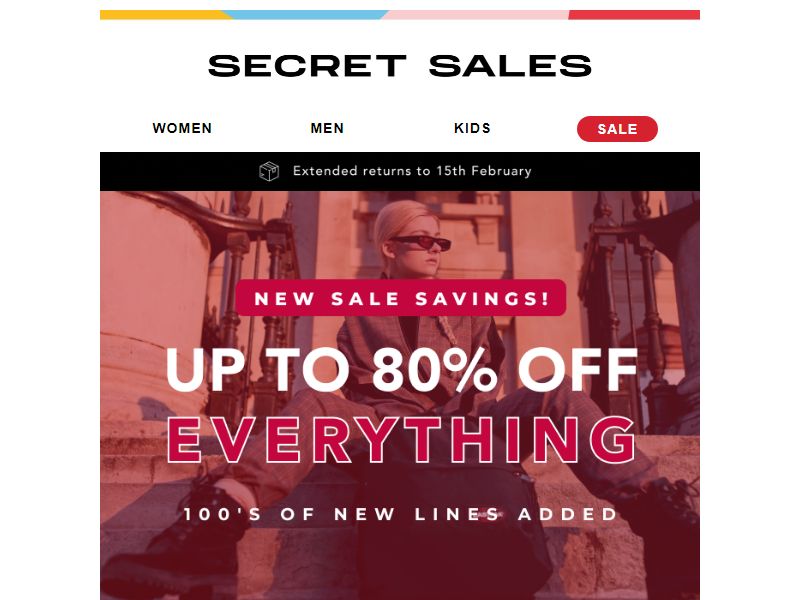 SECRET SALES
WOMEN MEN KIDS SALE
Extended returns to 15th February
NEW SALE SAVINGS!
UP TO 80% OFF
EVERYTHING
100'S OF NEW LINES ADDED